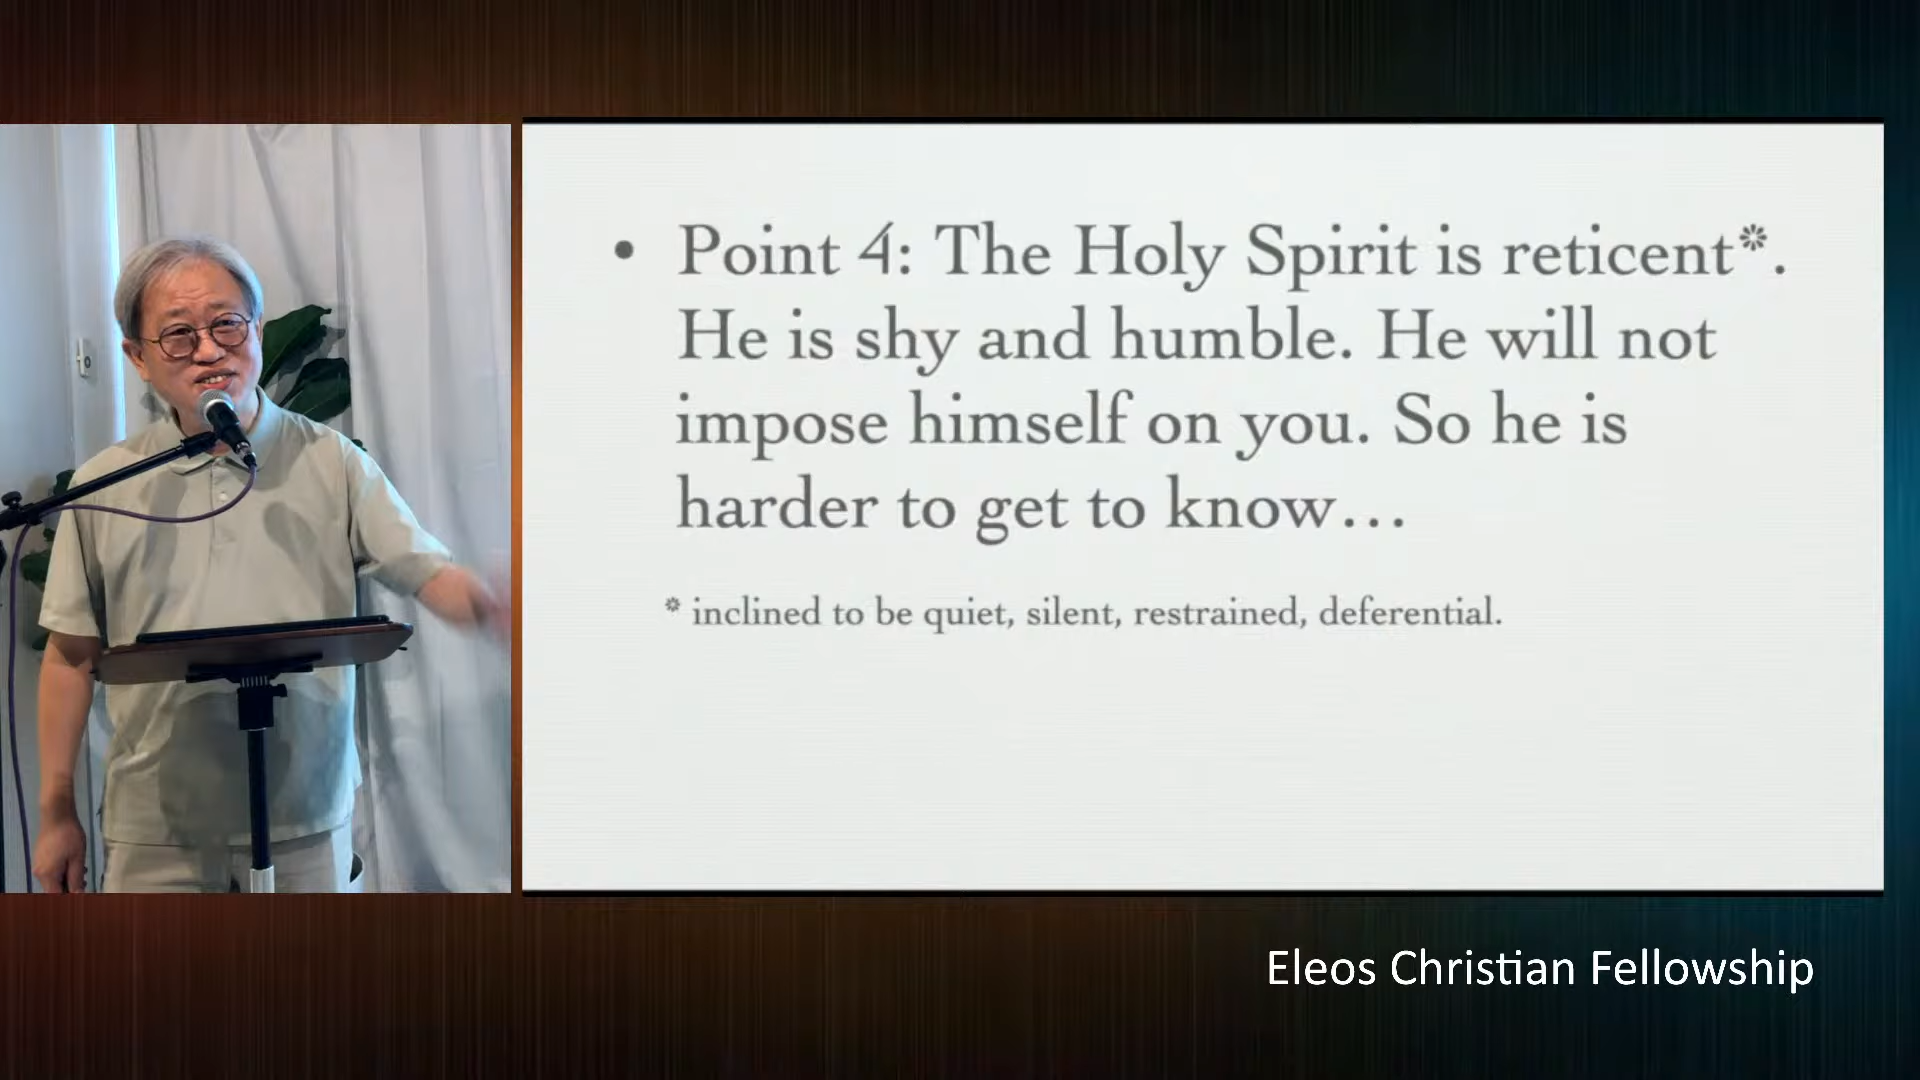 • Point 4: The Holy Spirit is reticent*.
He is shy and humble. He will not
impose himself on you. So he is
harder to get to know…
* inclined to be quiet, silent, restrained, deferential.
Eleos Christian Fellowship